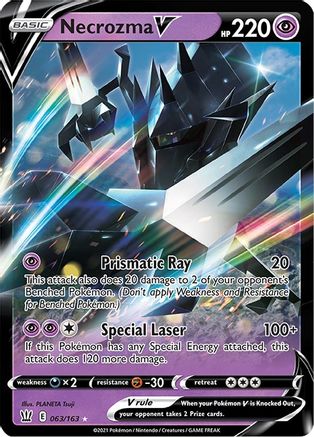 BASIC Necrozma V HP 220
Prismatic Ray 20
This attack also does 20 damage to 2 of your opponent's
Benched Pokémon. (Don't apply Weakness and Resistance
for Benched Pokémon.)
Special Laser 100+
If this Pokémon has any Special Energy attached, this
attack does 120 more damage.
weakness ×2 resistance -30 retreat
Illus. PLANETA Tsuji
E 063/163 ★
V rule
When your Pokémon V is Knocked Out,
your opponent takes 2 Prize cards.
©2021 Pokémon / Nintendo / Creatures / GAME FREAK